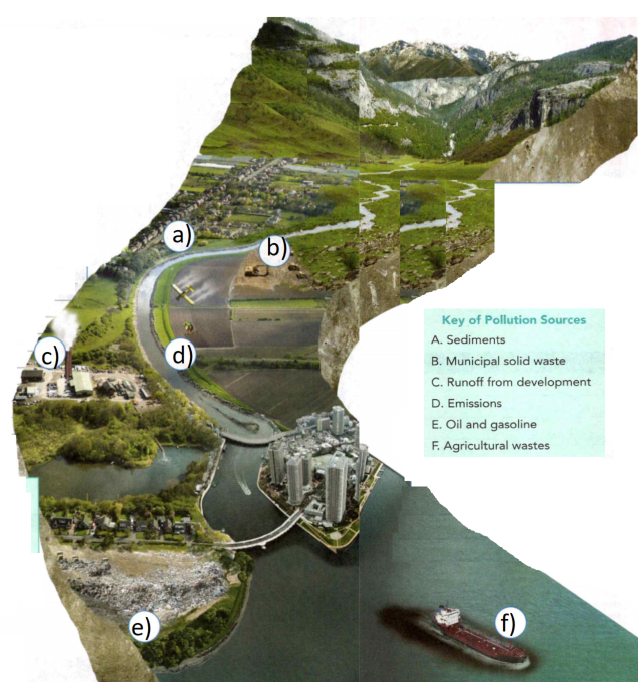 a)
b)
c)
d)
Key of Pollution Sources
A. Sediments
B. Municipal solid waste
C. Runoff from development
D. Emissions
E. Oil and gasoline
F. Agricultural wastes
e)
f)